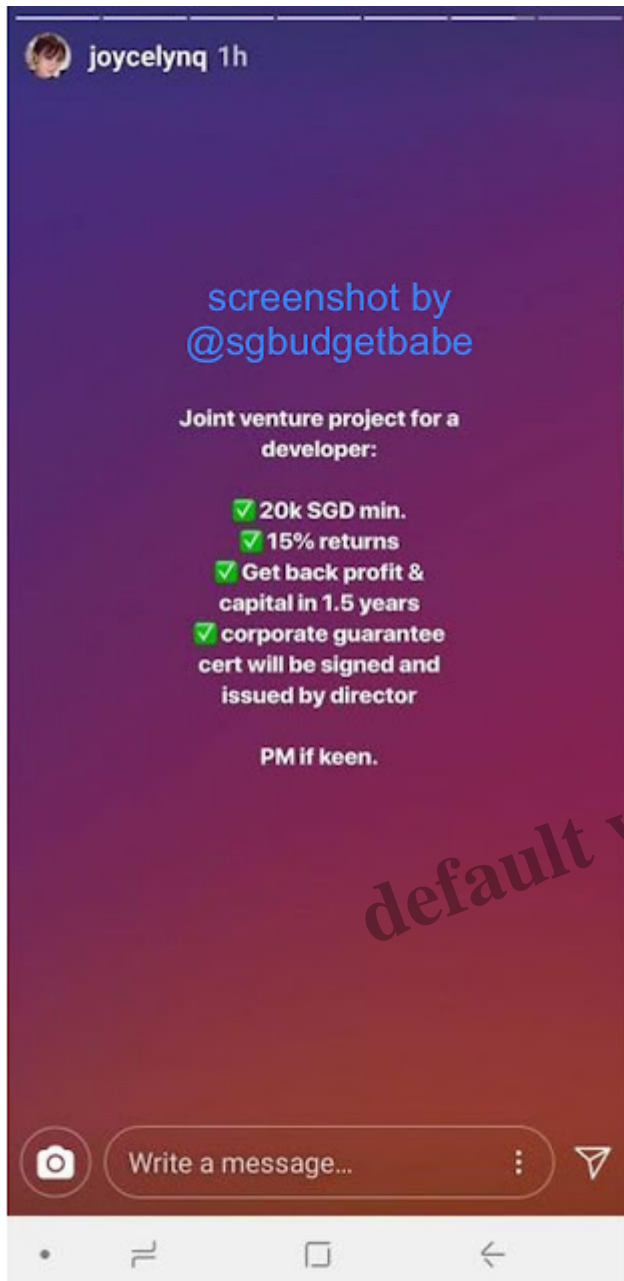 joycelynq 1h
screenshot by
@sgbudgetbabe
Joint venture project for a
developer:
✅ 20k SGD min.
✅ 15% returns
✅ Get back profit &
capital in 1.5 years
✅ corporate guarantee
cert will be signed and
issued by director
PM if keen.
default
Write a message...